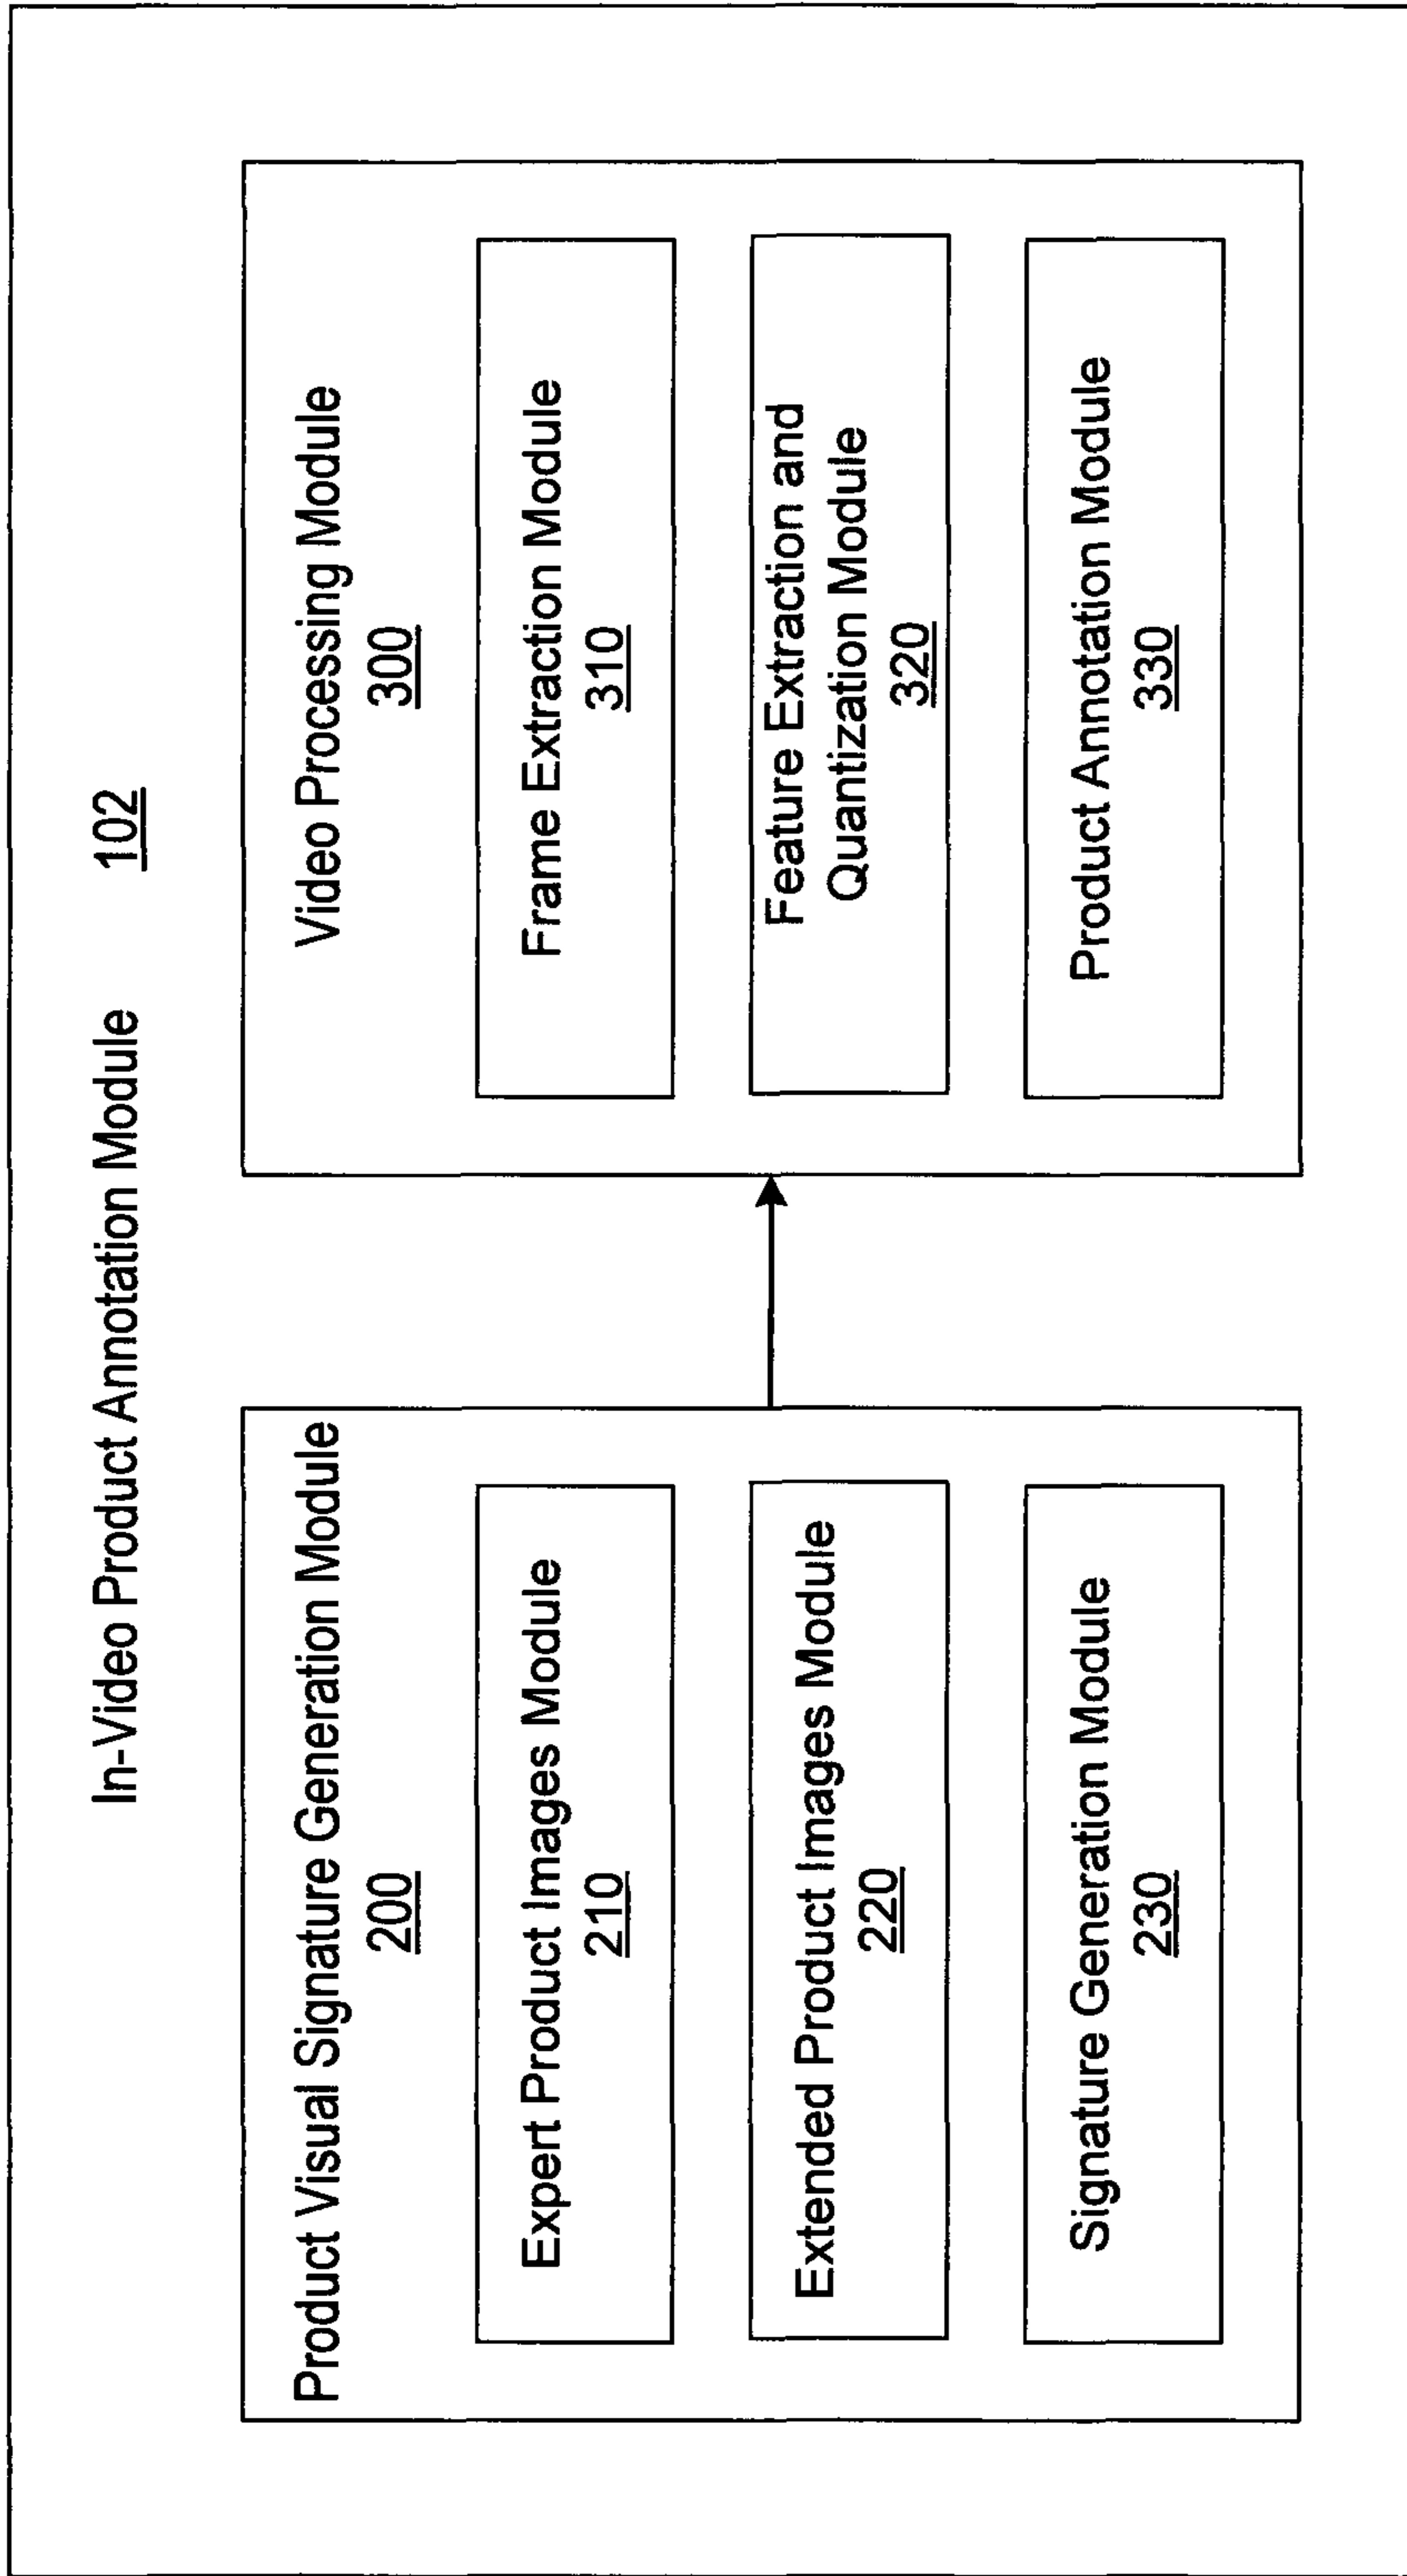 In-Video Product Annotation Module 102
Product Visual Signature Generation Module
200
Expert Product Images Module
210
Extended Product Images Module
220
Signature Generation Module
230
Video Processing Module
300
Frame Extraction Module
310
Feature Extraction and
Quantization Module
320
Product Annotation Module
330